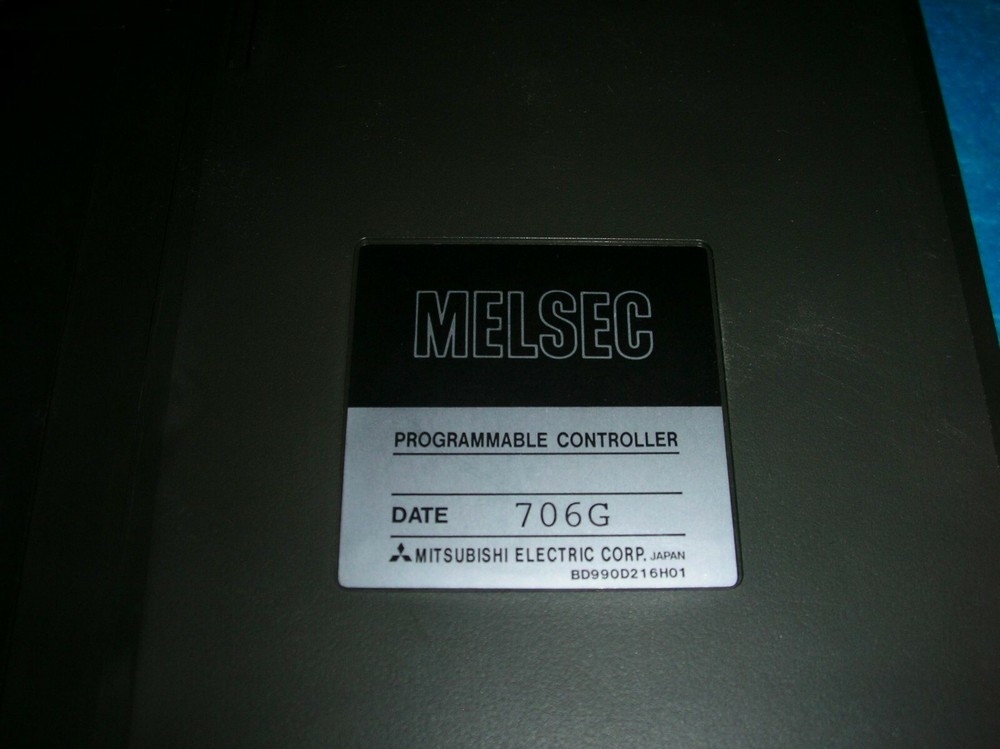 MELSEC
PROGRAMMABLE CONTROLLER
DATE 706G
MITSUBISHI ELECTRIC CORP. JAPAN
BD990D216H01